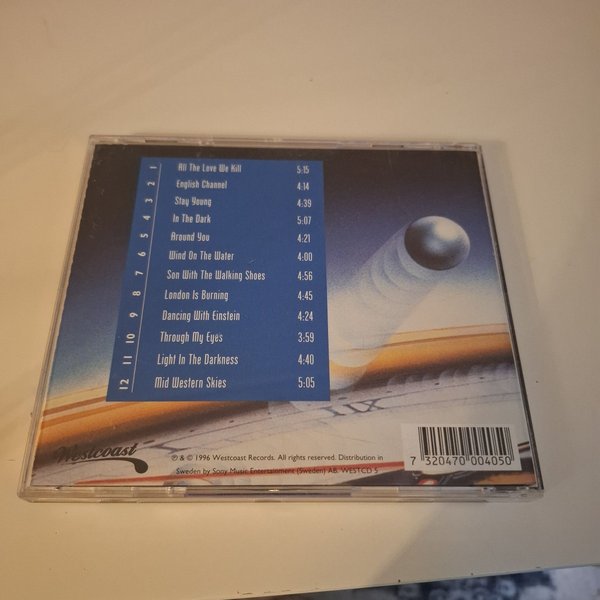 1 All The Love We Kill 5:15
2 English Channel 4:14
3 Stay Young 4:39
4 In The Dark 5:07
5 Around You 4:21
6 Wind On The Water 4:00
7 Son With The Walking Shoes 4:56
8 London Is Burning 4:45
9 Dancing With Einstein 4:24
10 Through My Eyes 3:59
11 Light In The Darkness 4:40
12 Mid Western Skies 5:05
Westcoast
℗ & © 1996 Westcoast Records. All rights reserved. Distribution in
Sweden by Sony Music Entertainment (Sweden) AB. WESTCD 5
7 320470 004050